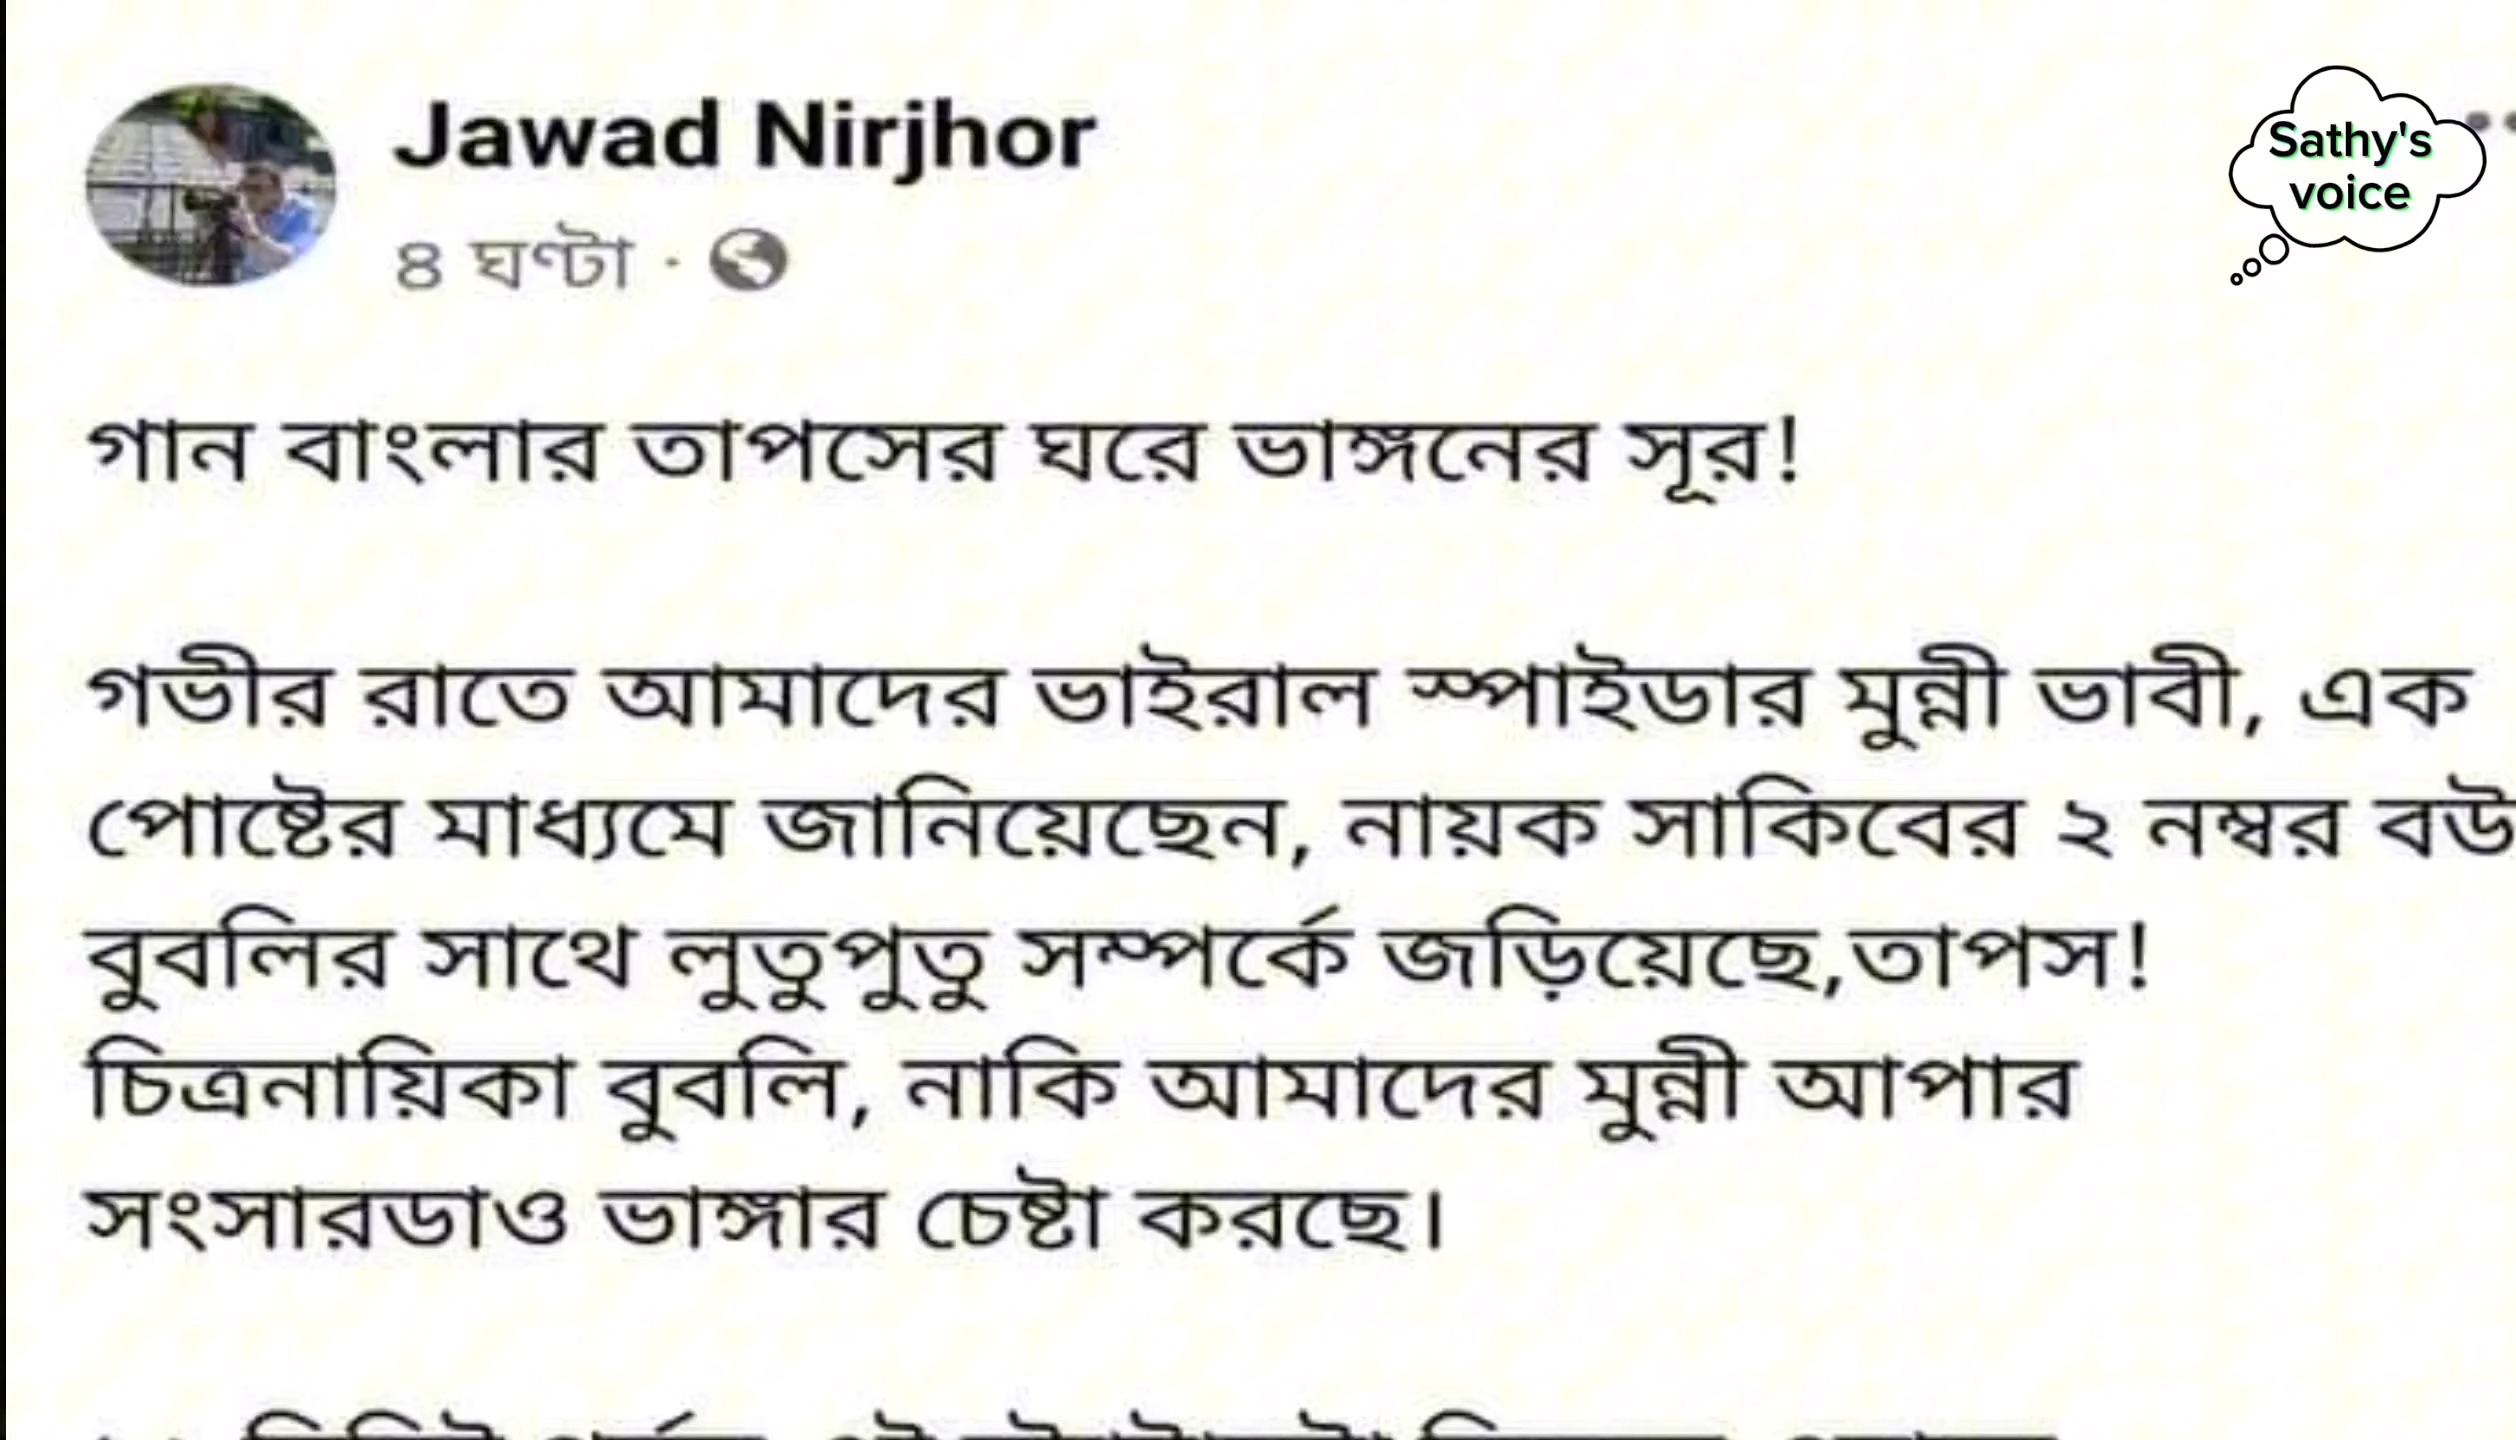 Jawad Nirjhor
৪ ঘণ্টা ·
Sathy's
voice
গান বাংলার তাপসের ঘরে ভাঙ্গনের সূর!
গভীর রাতে আমাদের ভাইরাল স্পাইডার মুন্নী ভাবী, এক
পোষ্টের মাধ্যমে জানিয়েছেন, নায়ক সাকিবের ২ নম্বর বউ
বুবলির সাথে লুতুপুতু সম্পর্কে জড়িয়েছে,তাপস!
চিত্রনায়িকা বুবলি, নাকি আমাদের মুন্নী আপার
সংসারডাও ভাঙ্গার চেষ্টা করছে।